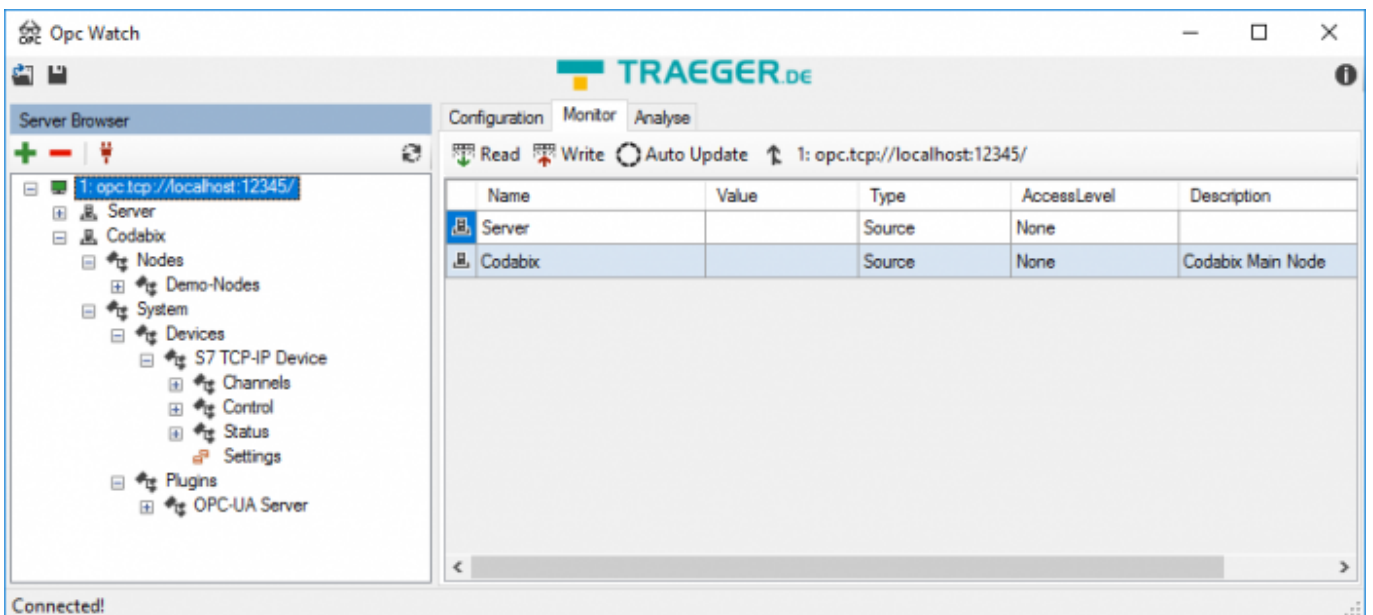 OPC Opc Watch
TRAEGER.DE
Server Browser
Configuration Monitor Analyse
Read Write Auto Update 1: opc.tcp://localhost:12345/
1: opc.tcp://localhost:12345/
Server
Codabix
Nodes
Demo-Nodes
System
Devices
S7 TCP-IP Device
Channels
Control
Status
Settings
Plugins
OPC-UA Server
Name Value Type AccessLevel Description
Server Source None
Codabix Source None Codabix Main Node
Connected!